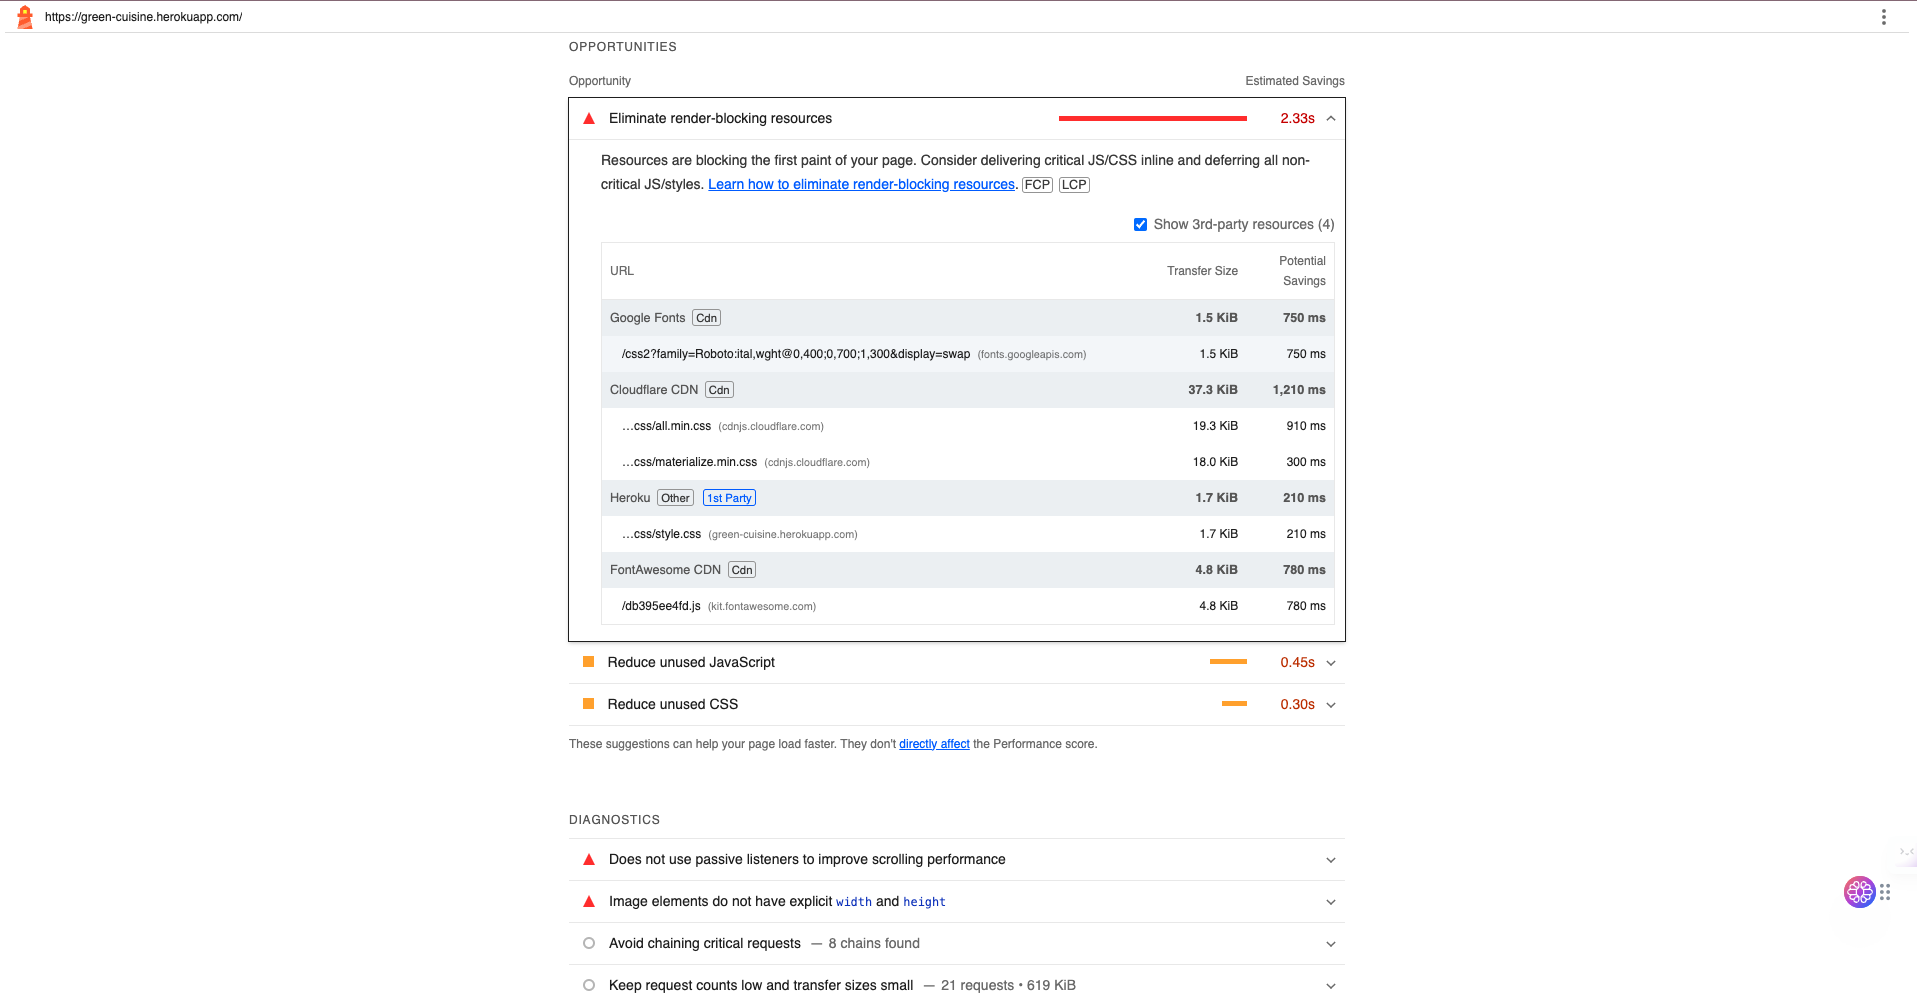 https://green-cuisine.herokuapp.com/
OPPORTUNITIES
Opportunity Estimated Savings
Eliminate render-blocking resources 2.33s
Resources are blocking the first paint of your page. Consider delivering critical JS/CSS inline and deferring all non-
critical JS/styles. Learn how to eliminate render-blocking resources. FCP LCP
Show 3rd-party resources (4)
URL Transfer Size Potential
Savings
Google Fonts Cdn 1.5 KiB 750 ms
/css2?family=Roboto:ital,wght@0,400;0,700;1,300&display=swap (fonts.googleapis.com) 1.5 KiB 750 ms
Cloudflare CDN Cdn 37.3 KiB 1,210 ms
…css/all.min.css (cdnjs.cloudflare.com) 19.3 KiB 910 ms
…css/materialize.min.css (cdnjs.cloudflare.com) 18.0 KiB 300 ms
Heroku Other 1st Party 1.7 KiB 210 ms
…css/style.css (green-cuisine.herokuapp.com) 1.7 KiB 210 ms
FontAwesome CDN Cdn 4.8 KiB 780 ms
/db395ee4fd.js (kit.fontawesome.com) 4.8 KiB 780 ms
Reduce unused JavaScript 0.45s
Reduce unused CSS 0.30s
These suggestions can help your page load faster. They don't directly affect the Performance score.
DIAGNOSTICS
Does not use passive listeners to improve scrolling performance
Image elements do not have explicit width and height
Avoid chaining critical requests — 8 chains found
Keep request counts low and transfer sizes small — 21 requests • 619 KiB